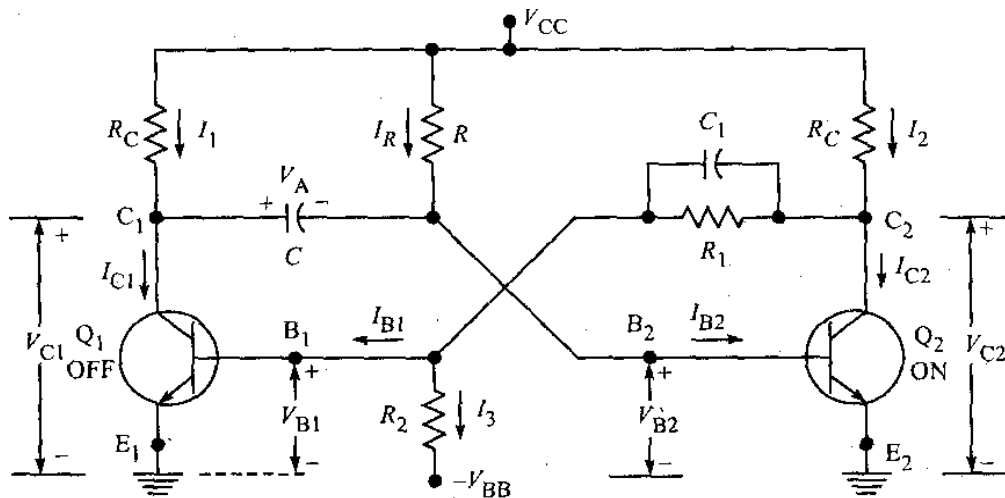 V_CC
R_C I_1 I_R R C_1 R_C I_2
V_A
+ −
C_1 C R_1 C_2
+ +
I_C1 I_C2
Q_1 OFF
B_1 I_B1 B_2 I_B2
Q_2 ON
V_C1 V_B1 V_B2 V_C2
+ +
R_2 I_3
E_1 E_2
− − − −
−V_BB